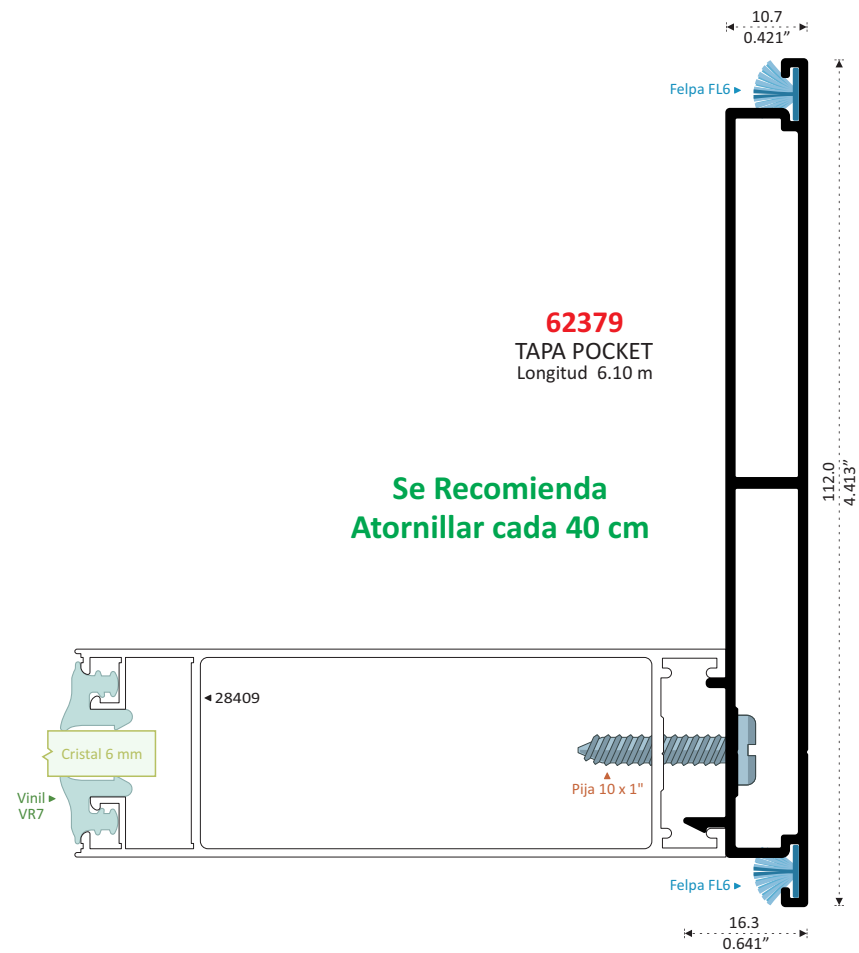 10.7
0.421”
Felpa FL6
62379
TAPA POCKET
Longitud 6.10 m
112.0
4.413”
Se Recomienda
Atornillar cada 40 cm
28409
Cristal 6 mm
Pija 10 x 1"
Vinil
VR7
Felpa FL6
16.3
0.641”